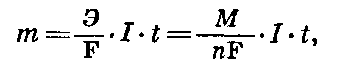 m = Э/F · I · t = M/nF · I · t,